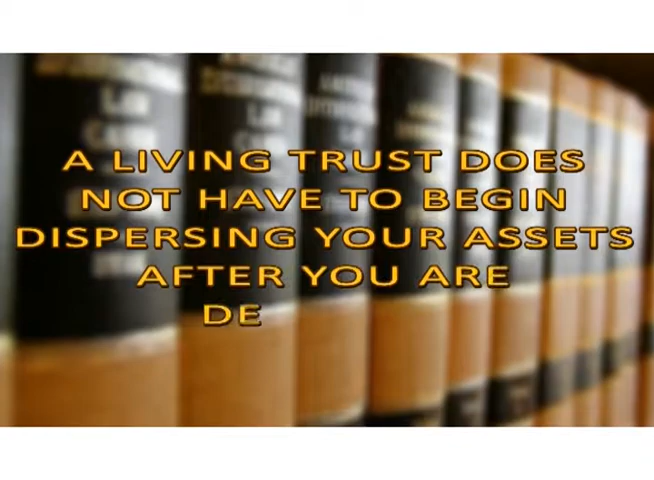 A LIVING TRUST DOES
NOT HAVE TO BEGIN
DISPERSING YOUR ASSETS
AFTER YOU ARE
DE